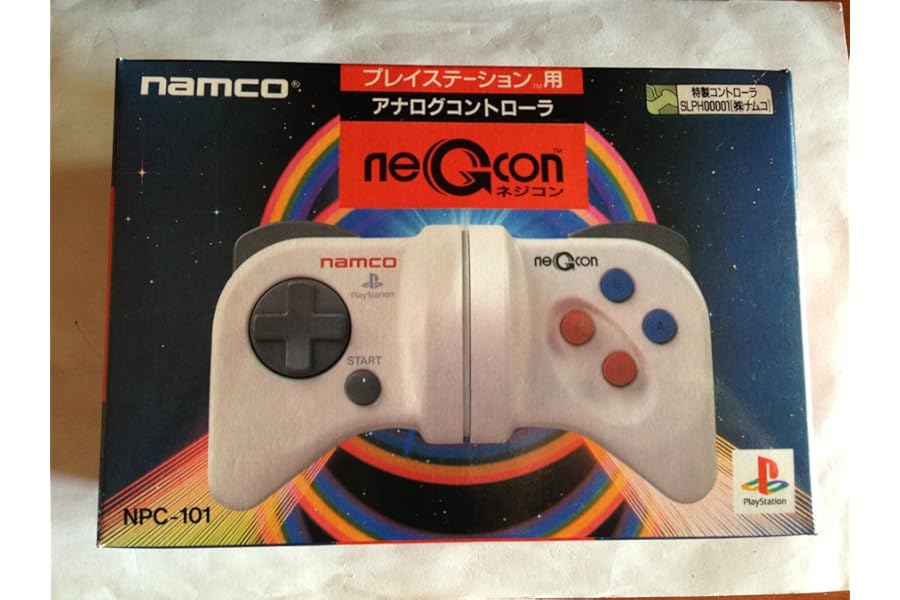 namco®
プレイステーション™用
アナログコントローラ
neGcon™
ネジコン
特製コントローラ
SLPH00001(株)ナムコ
namco
PlayStation
START
neGcon
B
A
I
PlayStation
NPC-101